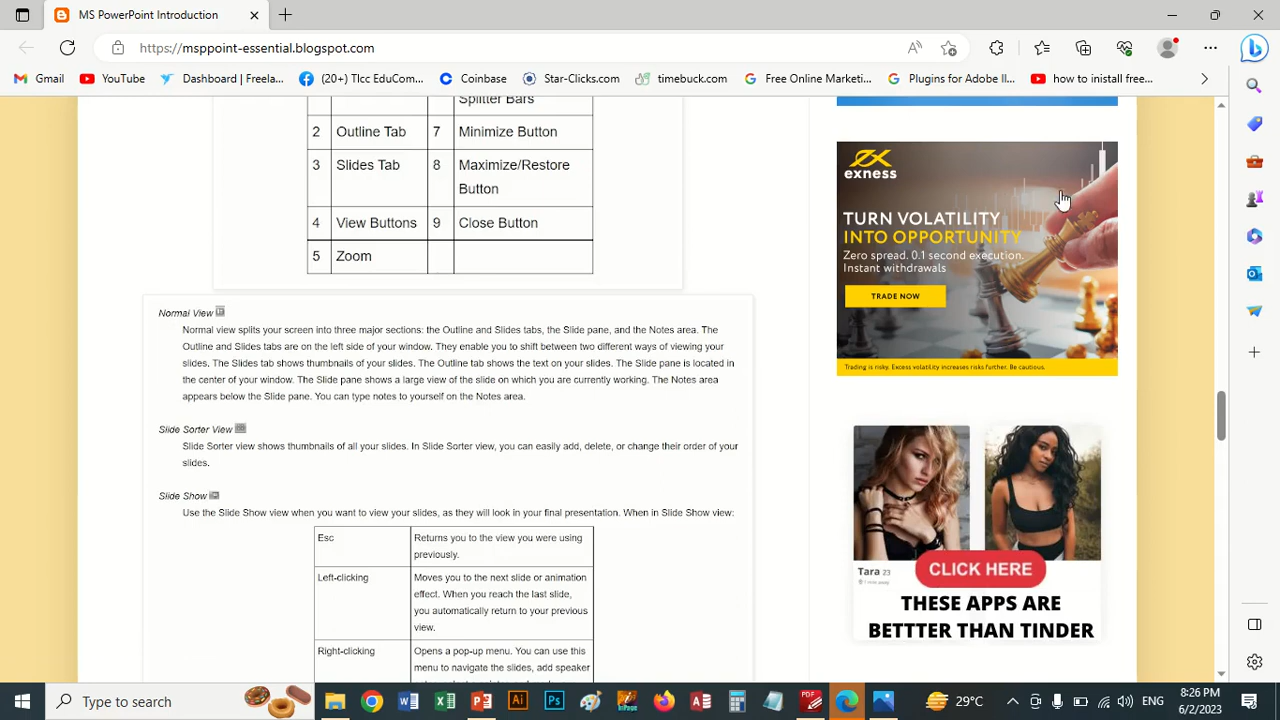 MS PowerPoint Essential
https://msppoint-essential.blogspot.com
Gmail
YouTube
Dashboard | Freela...
(20+) Tlcc EduCom...
Coinbase
Star-Clicks.com
timebuck.com
Free Online Marketi...
Plugins for Adobe Il...
how to inistall free...
Splitter Bars
2 Outline Tab 7 Minimize Button
3 Slides Tab 8 Maximize/Restore
Button
4 View Buttons 9 Close Button
5 Zoom
Normal View
Normal view splits your screen into three major sections: the Outline and Slides tabs, the Slide pane, and the Notes area. The
Outline and Slides tabs are on the left side of your window. They enable you to shift between two different ways of viewing your
slides. The Slides tab shows thumbnails of your slides. The Outline tab shows the text on your slides. The Slide pane is located in
the center of your window. The Slide pane shows a large view of the slide on which you are currently working. The Notes area
appears below the Slide pane. You can type notes to yourself on the Notes area.
Slide Sorter View
Slide Sorter view shows thumbnails of all your slides. In Slide Sorter view, you can easily add, delete, or change their order of your
slides.
Slide Show
Use the Slide Show view when you want to view your slides, as they will look in your final presentation. When in Slide Show view:
Esc
Returns you to the view you were using
previously.
Left-clicking
Moves you to the next slide or animation
effect. When you reach the last slide,
you automatically return to your previous
view.
Right-clicking
Opens a pop-up menu. You can use this
menu to navigate the slides, add speaker
exness
TURN VOLATILITY
INTO OPPORTUNITY
Zero spread. 0.1 second execution.
Instant withdrawals
TRADE NOW
Trading is risky. Excess volatility increases risks further. Be cautious.
Tara 23
CLICK HERE
THESE APPS ARE
BETTTER THAN TINDER
Type here to search
29°C
ENG
8:26 PM
6/2/2023